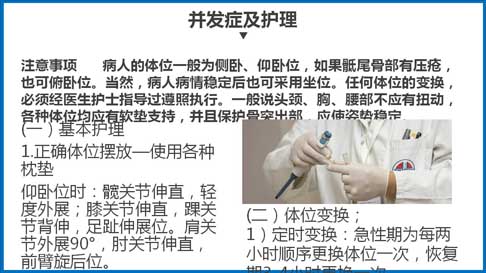 并发症及护理
注意事项 病人的体位一般为侧卧、仰卧位，如果骶尾骨部有压疮，
也可俯卧位。当然，病人病情稳定后也可采用坐位。任何体位的变换，
必须经医生护士指导过遵照执行。一般说头颈、胸、腰部不应有扭动，
各种体位均应有软垫支持，并且保护骨突出部，应使姿势稳定
(一）基本护理
1.正确体位摆放—使用各种
枕垫
仰卧位时：髋关节伸直，轻
度外展；膝关节伸直，踝关
节背伸，足趾伸展位。肩关
节外展90°，肘关节伸直，
前臂旋后位。
(二）体位变换；
1）定时变换：急性期为每两
小时顺序更换体位一次，恢复
期3-4小时更换一次